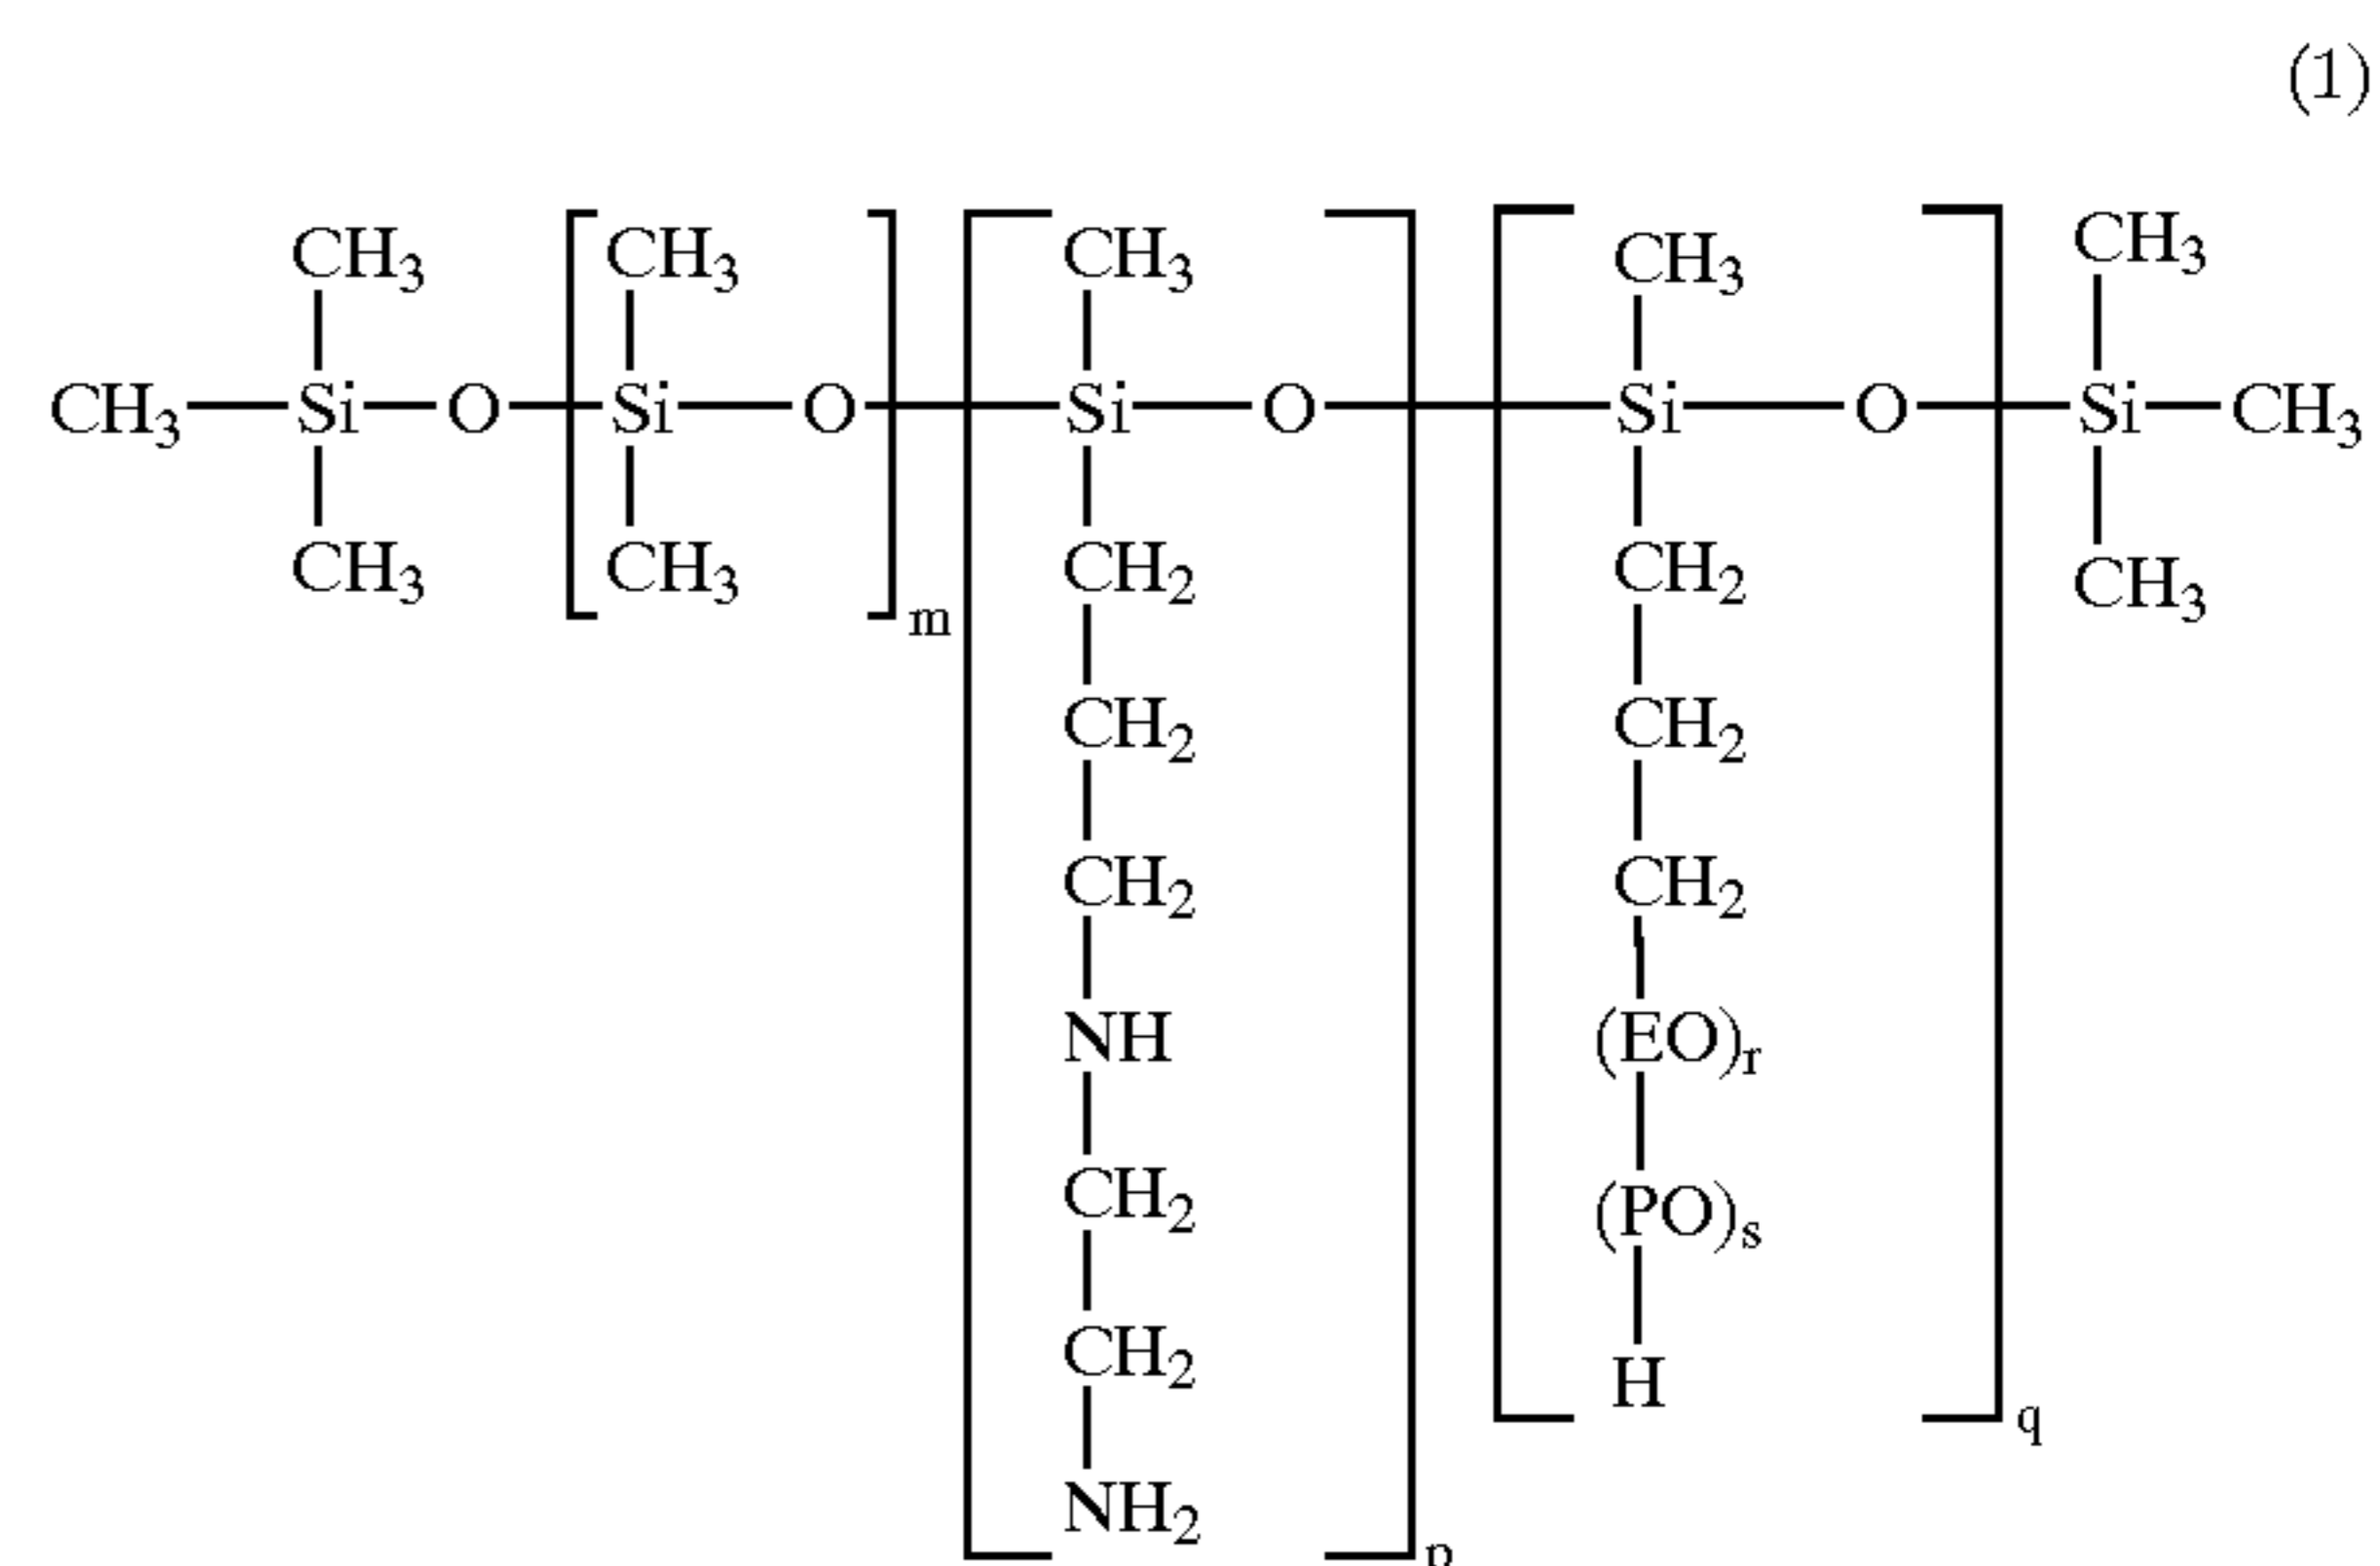 (1)
CH3 CH3 CH3 CH3 CH3
CH3 Si O Si O Si O Si O Si CH3
CH3 CH3 CH2 CH2 CH3
m
CH2 CH2
CH2 CH2
NH (EO)r
CH2 (PO)s
CH2 H
q
NH2
p